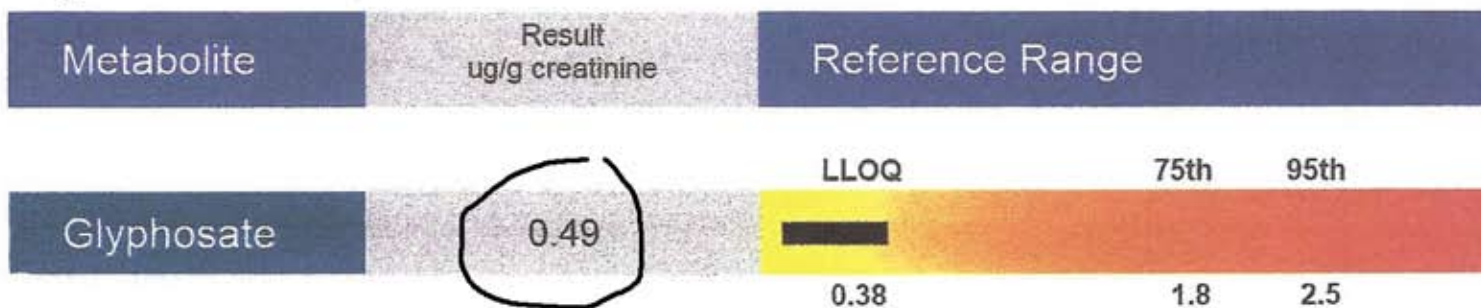 Metabolite
Result
ug/g creatinine
Reference Range
LLOQ 75th 95th
Glyphosate 0.49
0.38 1.8 2.5